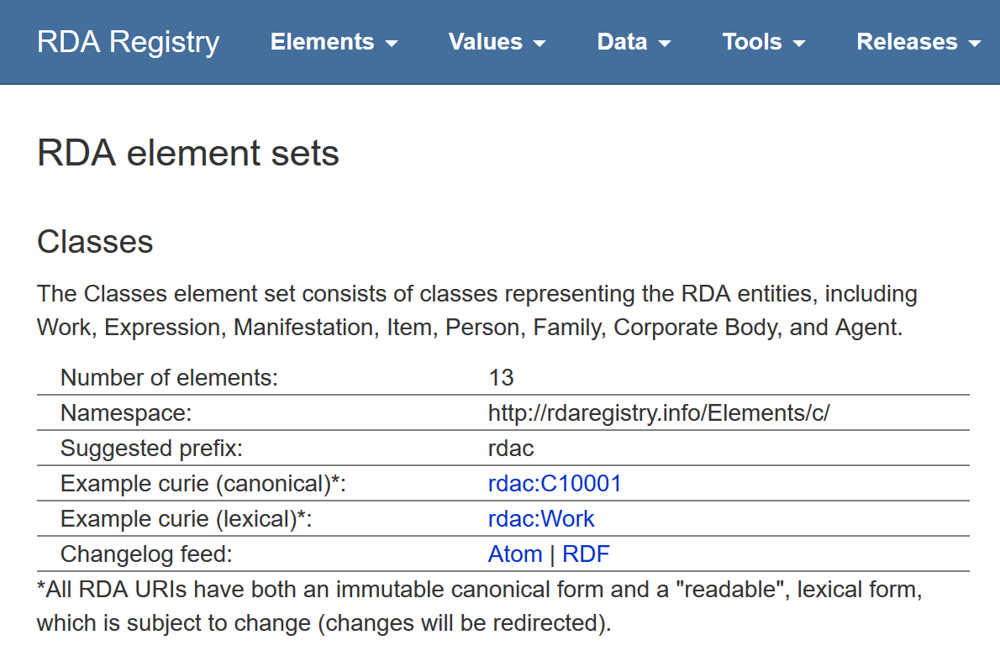 RDA Registry Elements Values Data Tools Releases
RDA element sets
Classes
The Classes element set consists of classes representing the RDA entities, including
Work, Expression, Manifestation, Item, Person, Family, Corporate Body, and Agent.
Number of elements: 13
Namespace: http://rdaregistry.info/Elements/c/
Suggested prefix: rdac
Example curie (canonical)*: rdac:C10001
Example curie (lexical)*: rdac:Work
Changelog feed: Atom | RDF
*All RDA URIs have both an immutable canonical form and a "readable", lexical form,
which is subject to change (changes will be redirected).